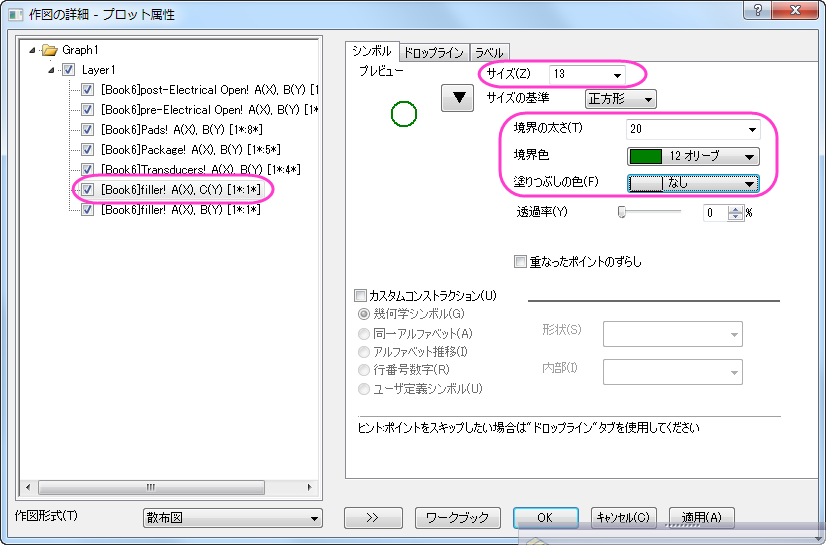 作図の詳細 - プロット属性
Graph1
Layer1
[Book6]post-Electrical Open! A(X), B(Y) [1
[Book6]pre-Electrical Open! A(X), B(Y) [1*
[Book6]Pads! A(X), B(Y) [1*:8*]
[Book6]Package! A(X), B(Y) [1*:5*]
[Book6]Transducers! A(X), B(Y) [1*:4*]
[Book6]filler! A(X), C(Y) [1*:1*]
[Book6]filler! A(X), B(Y) [1*:1*]
シンボル ドロップライン ラベル
プレビュー
サイズ(Z) 13
サイズの基準 正方形
境界の太さ(T) 20
境界色 12 オリーブ
塗りつぶしの色(F) なし
透過率(Y) 0 %
重なったポイントのずらし
カスタムコンストラクション(U)
幾何学シンボル(G)
同一アルファベット(A)
アルファベット推移(I)
行番号数字(R)
ユーザ定義シンボル(U)
形状(S)
内部(I)
ヒント:ポイントをスキップしたい場合は"ドロップライン"タブを使用してください
作図形式(T) 散布図
>> ワークブック OK キャンセル(C) 適用(A)